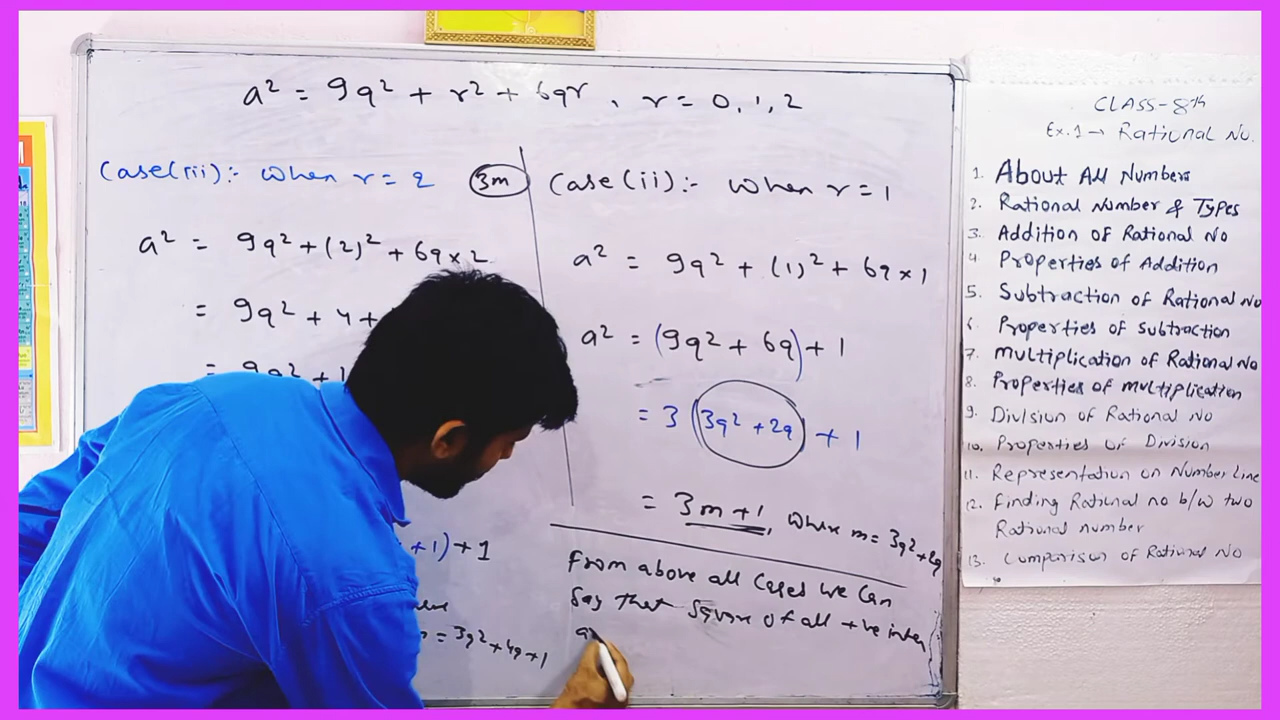 a² = 9q² + r² + 6qr , r = 0, 1, 2
Case(iii):- when r = 2
3m
a² = 9q² + (2)² + 6q×2
= 9q² + 4 +
= 9q² + 1
+ 1) + 1
= 3q² + 4q + 1
Case(ii):- when r = 1
a² = 9q² + (1)² + 6q×1
a² = (9q² + 6q) + 1
= 3 (3q² + 2q) + 1
= 3m + 1, where m = 3q² + 2q
From above all Cases we can
Say that Square of all +ve inten
CLASS-8th
Ex.1→ Rational No.
1. About All Numbers
2. Rational Number & Types
3. Addition of Rational No
4. Properties of Addition
5. Subtraction of Rational No
6. Properties of Subtraction
7. Multiplication of Rational No
8. Properties of multiplication
9. Division of Rational No
10. Properties of Division
11. Representation on Number Line
12. Finding Rational no b/w two
Rational number
13. Comparison of Rational No